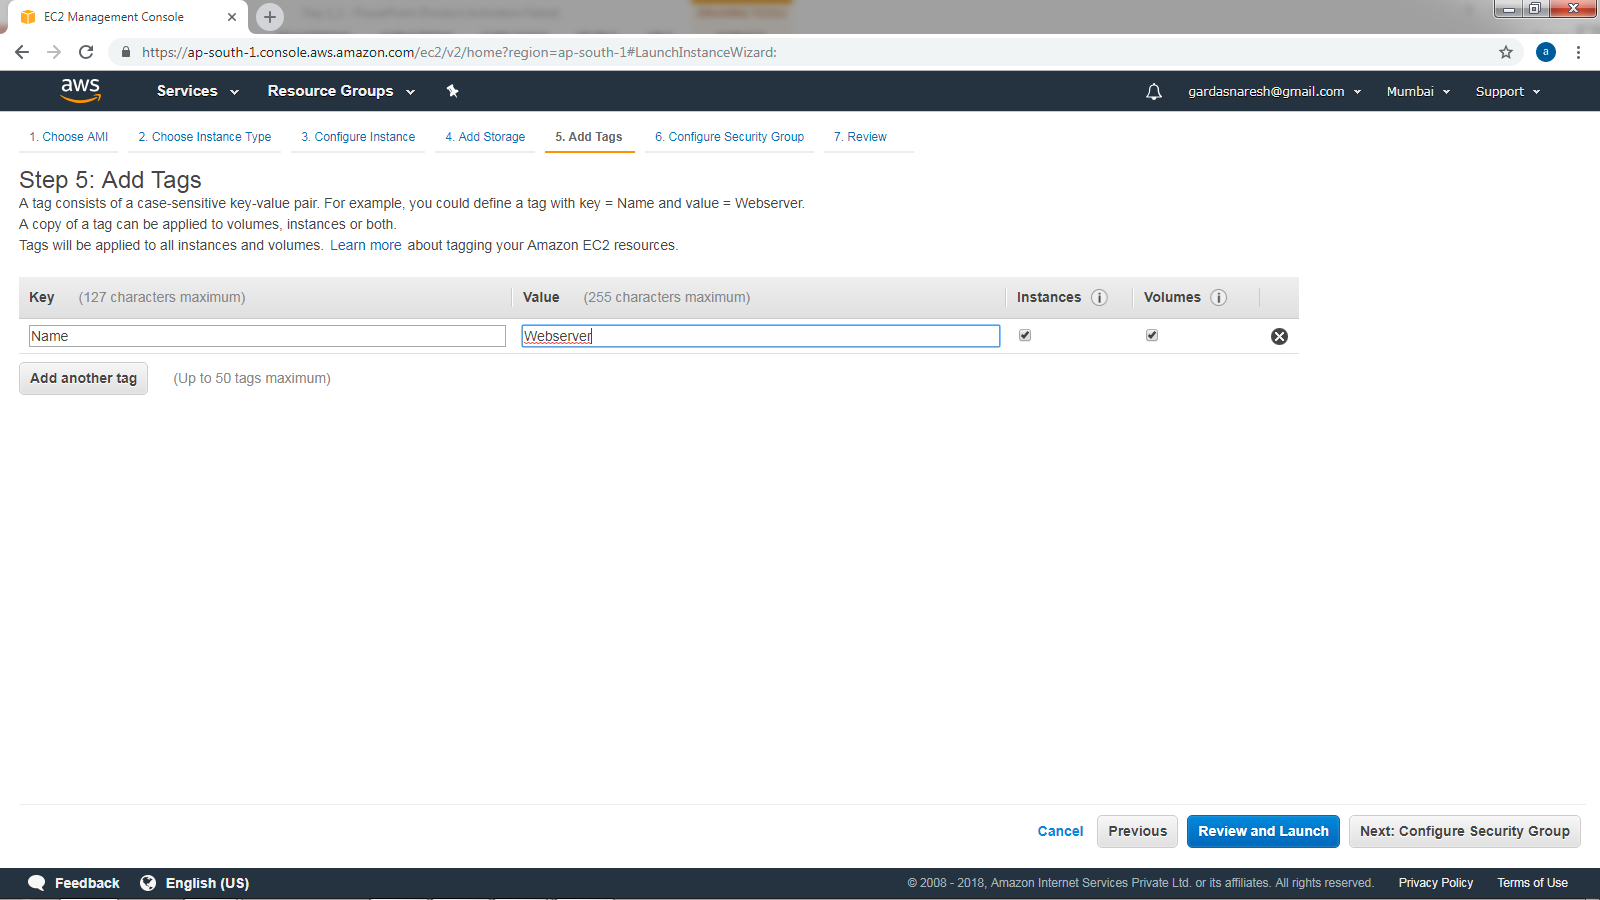 EC2 Management Console
https://ap-south-1.console.aws.amazon.com/ec2/v2/home?region=ap-south-1#LaunchInstanceWizard:
a
aws Services Resource Groups gardasnaresh@gmail.com Mumbai Support
1. Choose AMI 2. Choose Instance Type 3. Configure Instance 4. Add Storage 5. Add Tags 6. Configure Security Group 7. Review
Step 5: Add Tags
A tag consists of a case-sensitive key-value pair. For example, you could define a tag with key = Name and value = Webserver.
A copy of a tag can be applied to volumes, instances or both.
Tags will be applied to all instances and volumes. Learn more about tagging your Amazon EC2 resources.
Key (127 characters maximum) Value (255 characters maximum) Instances i Volumes i
Name Webserver
Add another tag (Up to 50 tags maximum)
Cancel Previous Review and Launch Next: Configure Security Group
Feedback English (US) © 2008 - 2018, Amazon Internet Services Private Ltd. or its affiliates. All rights reserved. Privacy Policy Terms of Use